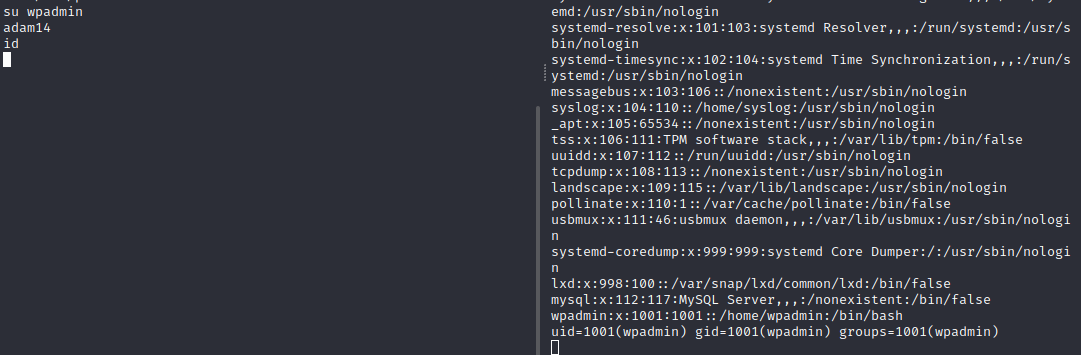 su wpadmin
adam14
id
emd:/usr/sbin/nologin
systemd-resolve:x:101:103:systemd Resolver,,,:/run/systemd:/usr/s
bin/nologin
systemd-timesync:x:102:104:systemd Time Synchronization,,,:/run/s
ystemd:/usr/sbin/nologin
messagebus:x:103:106::/nonexistent:/usr/sbin/nologin
syslog:x:104:110::/home/syslog:/usr/sbin/nologin
_apt:x:105:65534::/nonexistent:/usr/sbin/nologin
tss:x:106:111:TPM software stack,,,:/var/lib/tpm:/bin/false
uuidd:x:107:112::/run/uuidd:/usr/sbin/nologin
tcpdump:x:108:113::/nonexistent:/usr/sbin/nologin
landscape:x:109:115::/var/lib/landscape:/usr/sbin/nologin
pollinate:x:110:1::/var/cache/pollinate:/bin/false
usbmux:x:111:46:usbmux daemon,,,:/var/lib/usbmux:/usr/sbin/nologi
n
systemd-coredump:x:999:999:systemd Core Dumper:/:/usr/sbin/nologi
n
lxd:x:998:100::/var/snap/lxd/common/lxd:/bin/false
mysql:x:112:117:MySQL Server,,,:/nonexistent:/bin/false
wpadmin:x:1001:1001::/home/wpadmin:/bin/bash
uid=1001(wpadmin) gid=1001(wpadmin) groups=1001(wpadmin)